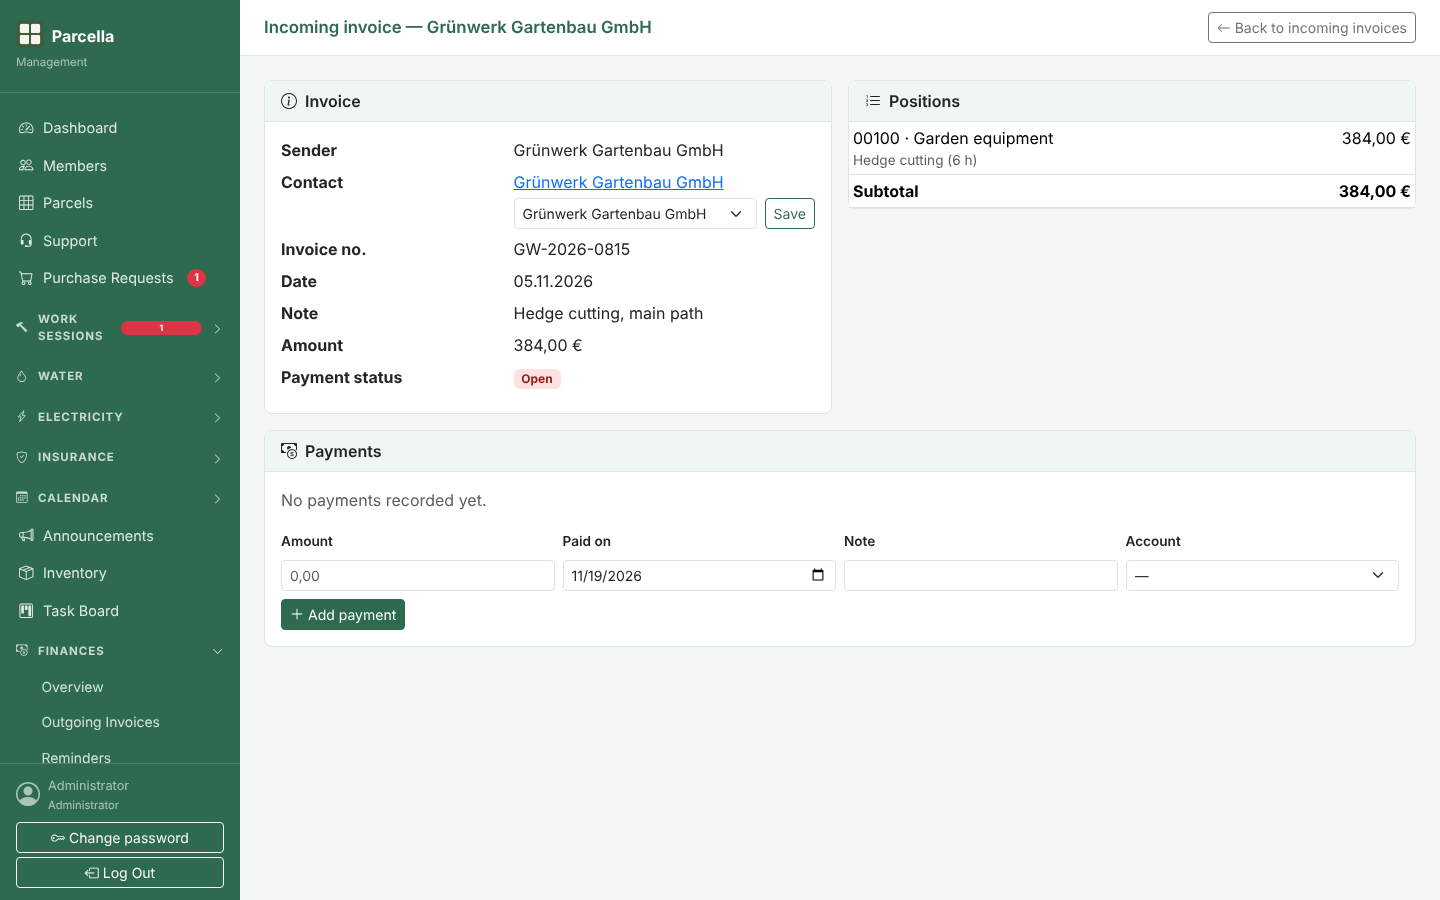 Parcella
Management
Dashboard
Members
Parcels
Support
Purchase Requests 1
WORK SESSIONS 1
WATER
ELECTRICITY
INSURANCE
CALENDAR
Announcements
Inventory
Task Board
FINANCES
Overview
Outgoing Invoices
Reminders
Administrator
Administrator
Change password
Log Out
Incoming invoice — Grünwerk Gartenbau GmbH
← Back to incoming invoices
Invoice
Sender Grünwerk Gartenbau GmbH
Contact Grünwerk Gartenbau GmbH
Grünwerk Gartenbau GmbH Save
Invoice no. GW-2026-0815
Date 05.11.2026
Note Hedge cutting, main path
Amount 384,00 €
Payment status Open
Positions
00100 · Garden equipment 384,00 €
Hedge cutting (6 h)
Subtotal 384,00 €
Payments
No payments recorded yet.
Amount Paid on Note Account
0,00 11/19/2026 —
+ Add payment